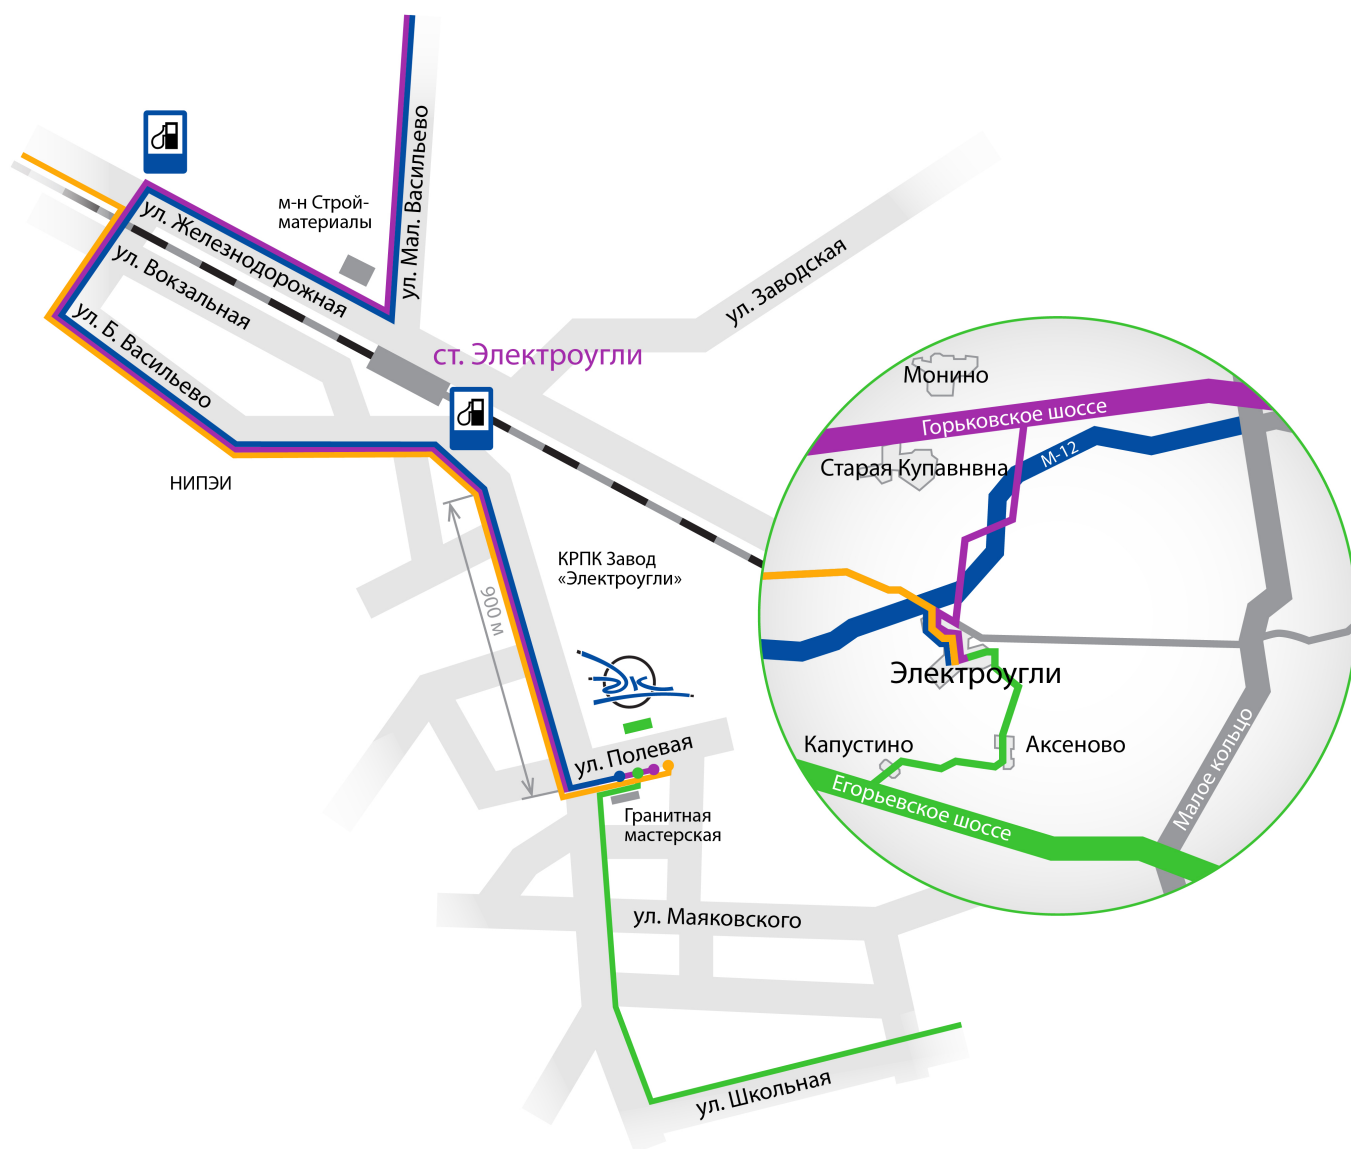 ул. Мал. Васильево
м-н Строй-
материалы
ул. Железнодорожная
ул. Вокзальная
ул. Заводская
ул. Б. Васильево
ст. Электроугли
НИПЭИ
КРПК Завод
«Электроугли»
900 м
ЭК
ул. Полевая
Гранитная
мастерская
ул. Маяковского
ул. Школьная
Монино
Горьковское шоссе
Старая Купавнвна
М-12
Электроугли
Капустино
Аксеново
Малое кольцо
Егорьевское шоссе